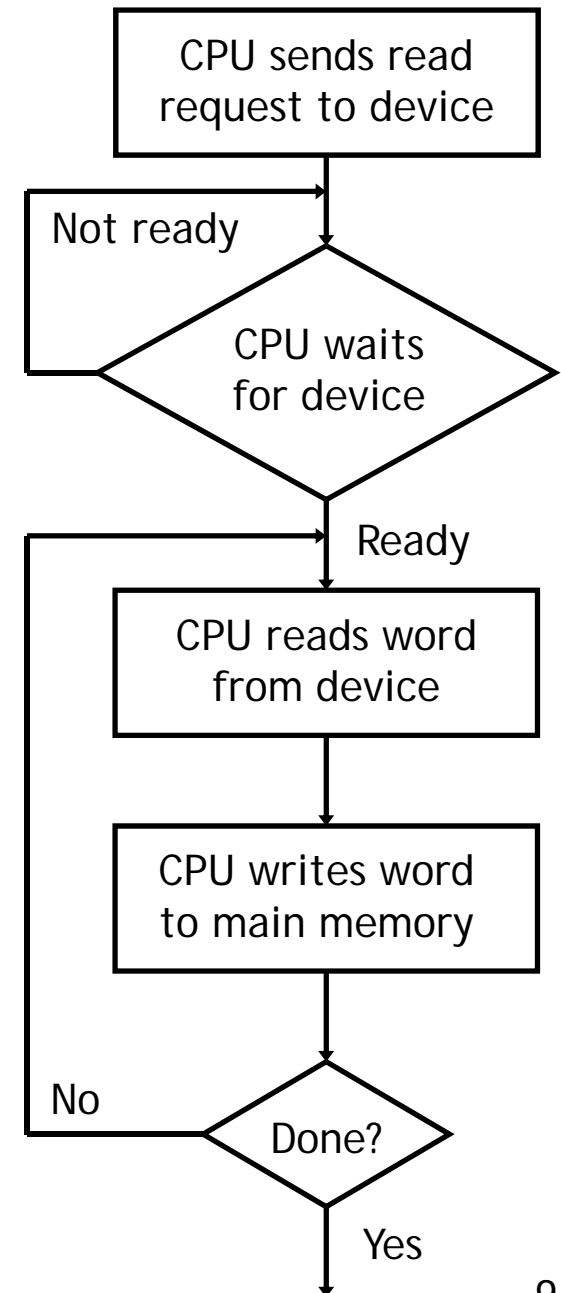 CPU sends read
request to device
Not ready
CPU waits
for device
Ready
CPU reads word
from device
CPU writes word
to main memory
No
Done?
Yes